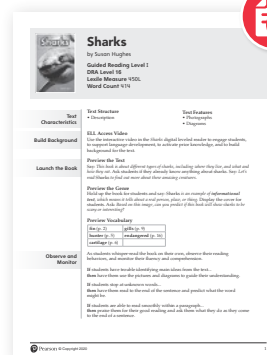 Sharks
Sharks
by Susan Hughes
Guided Reading Level I
DRA Level 16
Lexile Measure 450L
Word Count 474
Text Characteristics
Text Structure
• Description
Text Features
• Photographs
• Diagrams
Build Background
ELL Access Video
Use the interactive video in the Sharks digital leveled reader to engage students,
to support language development, to activate prior knowledge, and to build
background for the text.
Launch the Book
Preview the Text
Say: This book is about different types of sharks, including where they live, and what and
how they eat. Ask students if they already know anything about sharks. Say: Let's
read Sharks to find out more about these amazing creatures.
Preview the Genre
Hold up the book for students and say: Sharks is an example of informational
text, which means it tells about a real person, place, or thing. Display the cover for
students. Ask: Based on this image, can you predict if this book will show sharks to be
scary or interesting?
Preview Vocabulary
fin (p. 2)
gills (p. 4)
hunter (p. 5)
endangered (p. 16)
cartilage (p. 6)
Observe and Monitor
As students whisper-read the book on their own, observe their reading
behaviors, and monitor their fluency and comprehension.
If students have trouble identifying main ideas from the text...
then have them use the pictures and diagrams to guide their understanding.
If students stop at unknown words...
then have them read to the end of the sentence and predict what the word
might be.
If students are able to read smoothly within a paragraph...
then praise them for their good reading and ask them what they do as they come
to the end of a sentence.
Pearson © Copyright 2020
1